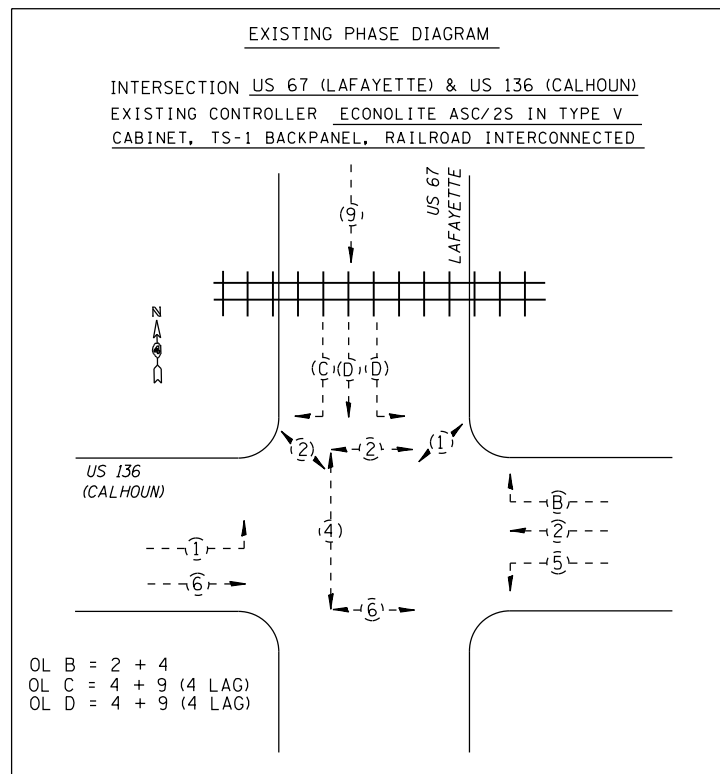 EXISTING PHASE DIAGRAM
INTERSECTION US 67 (LAFAYETTE) & US 136 (CALHOUN)
EXISTING CONTROLLER ECONOLITE ASC/2S IN TYPE V
CABINET, TS-1 BACKPANEL, RAILROAD INTERCONNECTED
US 67
LAFAYETTE
(9)
N
(C) (D) (D)
(2) (2) (1)
US 136
(CALHOUN)
(B)
(4) (2)
(1)
(5)
(6) (6)
OL B = 2 + 4
OL C = 4 + 9 (4 LAG)
OL D = 4 + 9 (4 LAG)